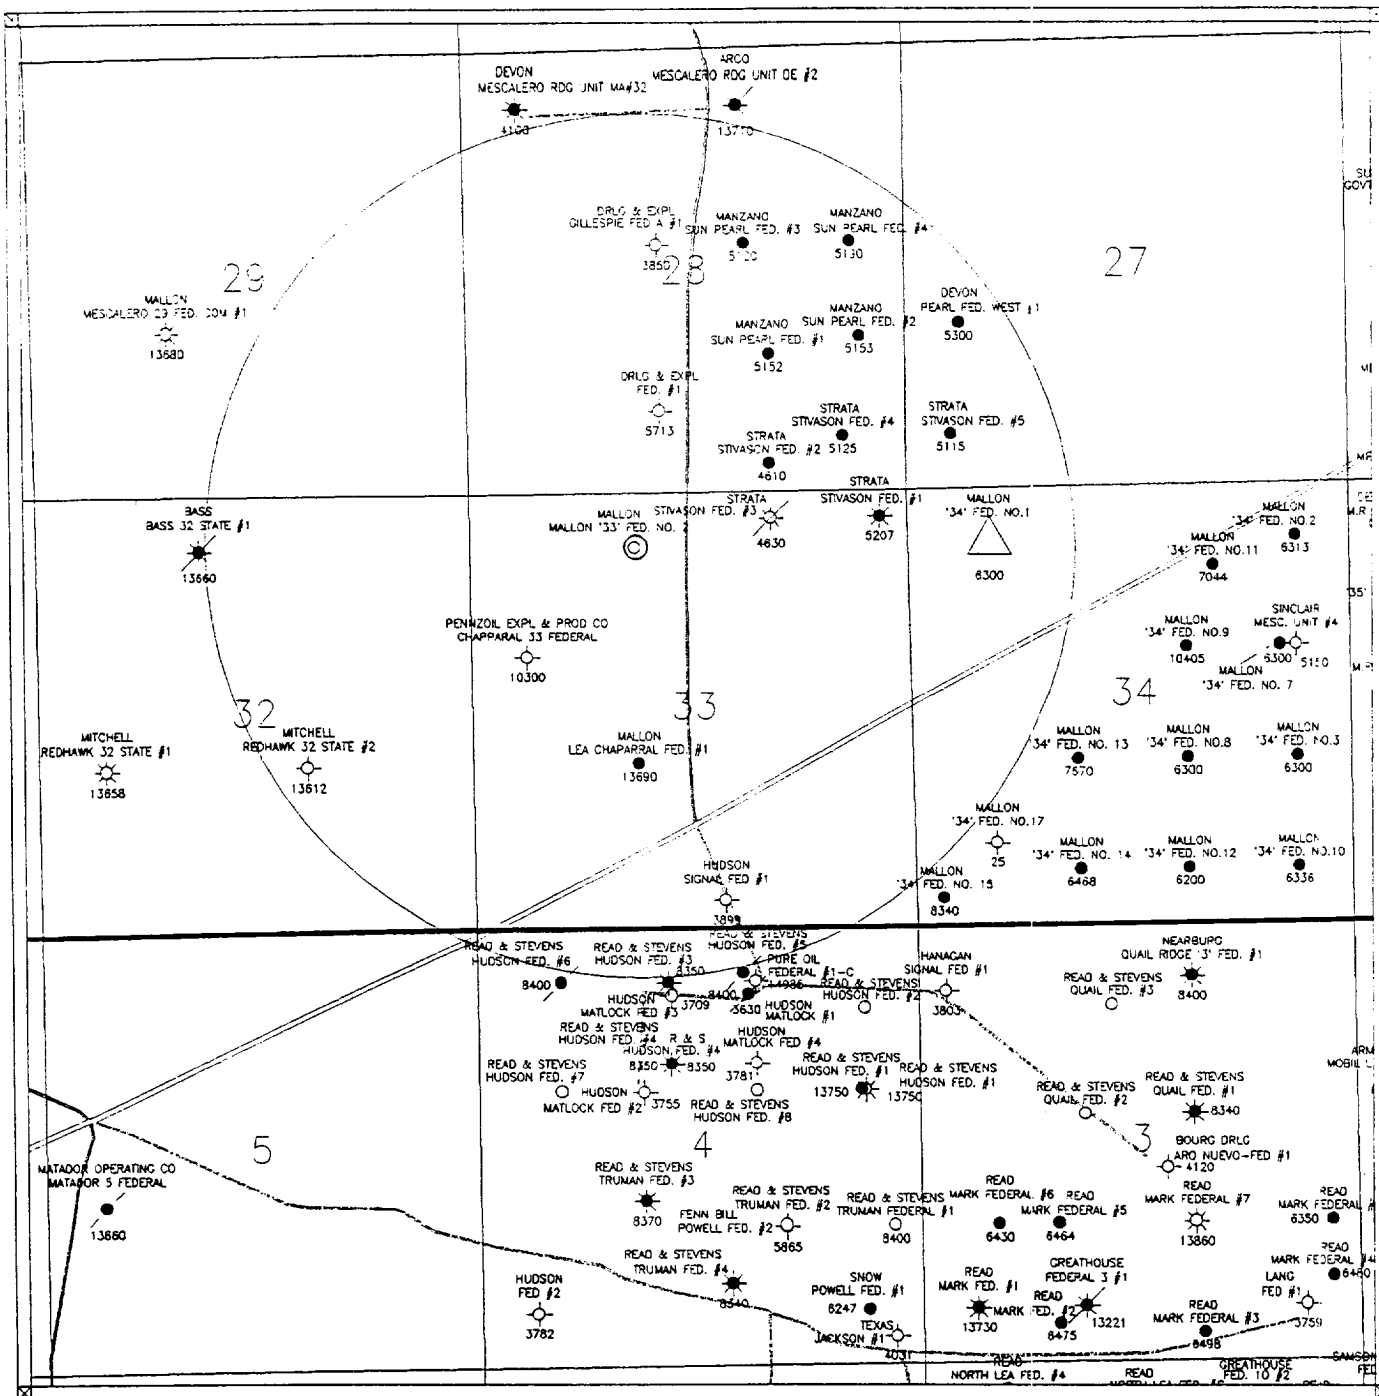 ARCO
MESCALERO RDG UNIT DE #2
13710
DEVON
MESCALERO RDG UNIT MA#32
4100
29
28
27
DRLG & EXPL
GILLESPIE FED A #1
3850
MANZANO
SUN PEARL FED. #3
5120
MANZANO
SUN PEARL FED. #4
5130
MALLON
MESCALERO 29 FED. COM #1
13680
MANZANO
SUN PEARL FED. #1
5152
MANZANO
SUN PEARL FED. #2
5153
DEVON
PEARL FED. WEST #1
5300
DRLG & EXPL
FED. #1
5713
STRATA
STIVASON FED. #2
4610
STRATA
STIVASON FED. #4
5125
STRATA
STIVASON FED. #5
5115
BASS
BASS 32 STATE #1
13660
MALLON
MALLON '33' FED. NO. 2
C
STRATA
STIVASON FED. #3
4630
STRATA
STIVASON FED. #1
5207
MALLON
'34' FED. NO.1
6300
MALLON
'34' FED. NO.11
7044
MALLON
'34' FED. NO.2
6313
PENNZOIL EXPL & PROD CO
CHAPPARAL 33 FEDERAL
10300
MALLON
'34' FED. NO.9
10405
SINCLAIR
MESC. UNIT #4
6300
5150
MALLON
'34' FED. NO. 7
32
33
34
MITCHELL
REDHAWK 32 STATE #1
13658
MITCHELL
REDHAWK 32 STATE #2
13612
MALLON
LEA CHAPARRAL FED. #1
13690
MALLON
'34' FED. NO. 13
7570
MALLON
'34' FED. NO.8
6300
MALLON
'34' FED. NO.3
6300
MALLON
'34' FED. NO.17
25
MALLON
'34' FED. NO. 14
6468
MALLON
'34' FED. NO.12
6200
MALLON
'34' FED. NO.10
6336
HUDSON
SIGNAL FED #1
3899
MALLON
'34' FED. NO. 15
8340
READ & STEVENS
HUDSON FED. #6
8400
READ & STEVENS
HUDSON FED. #3
8350
READ & STEVENS
HUDSON FED. #5
8400
PURE OIL
FEDERAL #1-C
14986
HUDSON
MATLOCK FED #3
3709
5630
HUDSON
MATLOCK #1
READ & STEVENS
HUDSON FED. #2
HANAGAN
SIGNAL FED #1
3803
NEARBURG
QUAIL RIDGE '3' FED. #1
8400
READ & STEVENS
QUAIL FED. #3
READ & STEVENS
HUDSON FED. #4
8350
R & S
HUDSON FED. #4
8350
HUDSON
MATLOCK FED #4
3781
READ & STEVENS
HUDSON FED. #7
HUDSON
MATLOCK FED #2
3755
READ & STEVENS
HUDSON FED. #8
READ & STEVENS
HUDSON FED. #1
13750
READ & STEVENS
HUDSON FED. #1
13750
READ & STEVENS
QUAIL FED. #2
READ & STEVENS
QUAIL FED. #1
8340
5
4
3
BOURG DRLG
ARO NUEVO-FED #1
4120
MATADOR OPERATING CO
MATADOR 5 FEDERAL
13660
READ & STEVENS
TRUMAN FED. #3
8370
FENN BILL
POWELL FED. #2
5865
READ & STEVENS
TRUMAN FED. #2
READ & STEVENS
TRUMAN FEDERAL #1
8400
READ
MARK FEDERAL #6
6430
READ
MARK FEDERAL #5
6464
READ
MARK FEDERAL #7
13860
READ
MARK FEDERAL #
6350
READ & STEVENS
TRUMAN FED. #4
8340
HUDSON
FED #2
3782
SNOW
POWELL FED. #1
6247
TEXAS
JACKSON #1
4031
READ
MARK FED. #1
13730
READ
MARK FED. #2
6475
GREATHOUSE
FEDERAL 3 #1
13221
READ
MARK FEDERAL #3
8498
LANG
FED #1
3759
READ
MARK FEDERAL #4
6480
READ
NORTH LEA FED. #4
READ
GREATHOUSE
FED. 10 #2